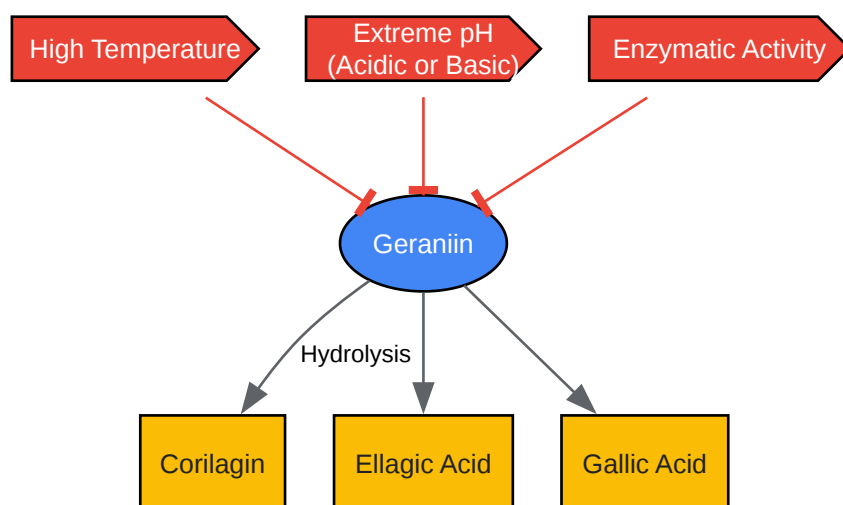 High Temperature
Extreme pH
(Acidic or Basic)
Enzymatic Activity
Geraniin
Hydrolysis
Corilagin
Ellagic Acid
Gallic Acid